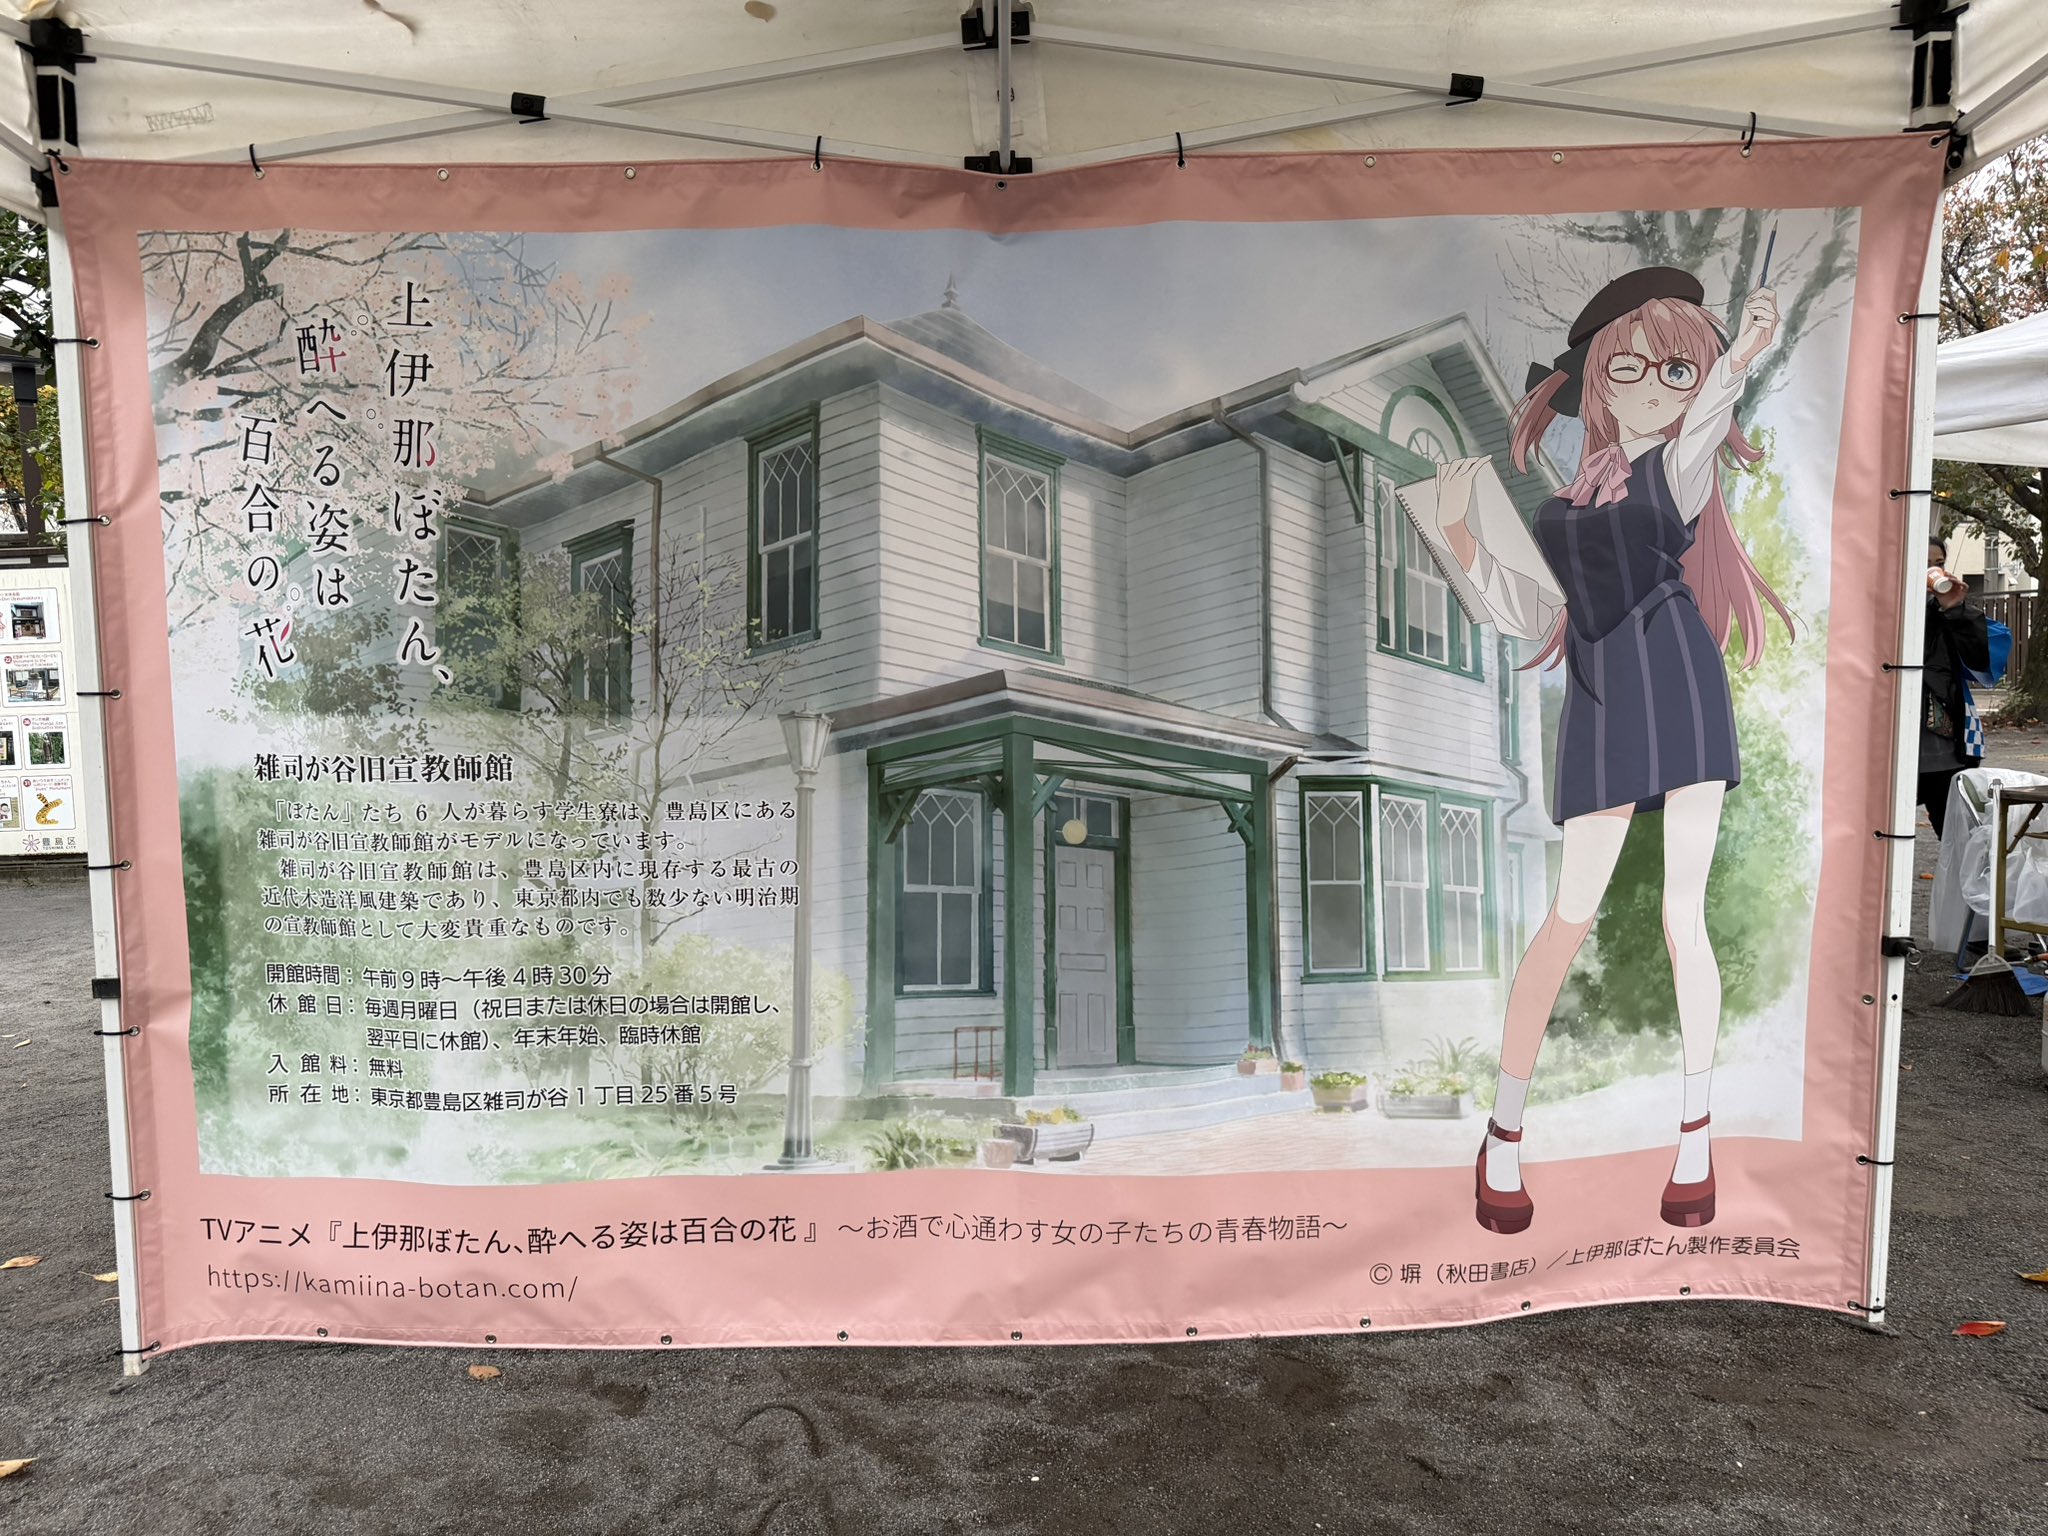 上伊那ぼたん、
酔へる姿は
百合の花
雑司が谷旧宣教師館
「ぼたん」たち 6 人が暮らす学生寮は、豊島区にある
雑司が谷旧宣教師館がモデルになっています。
雑司が谷旧宣教師館は、豊島区内に現存する最古の
近代木造洋風建築であり、東京都内でも数少ない明治期
の宣教師館として大変貴重なものです。
開館時間：午前9時～午後4時30分
休館日：毎週月曜日（祝日または休日の場合は開館し、
翌平日に休館）、年末年始、臨時休館
入館料：無料
所在地：東京都豊島区雑司が谷1丁目25番5号
TVアニメ『上伊那ぼたん、酔へる姿は百合の花』～お酒で心通わす女の子たちの青春物語～
https://kamiina-botan.com/
© 塀（秋田書店）／上伊那ぼたん製作委員会
豊島区
TOSHIMA CITY